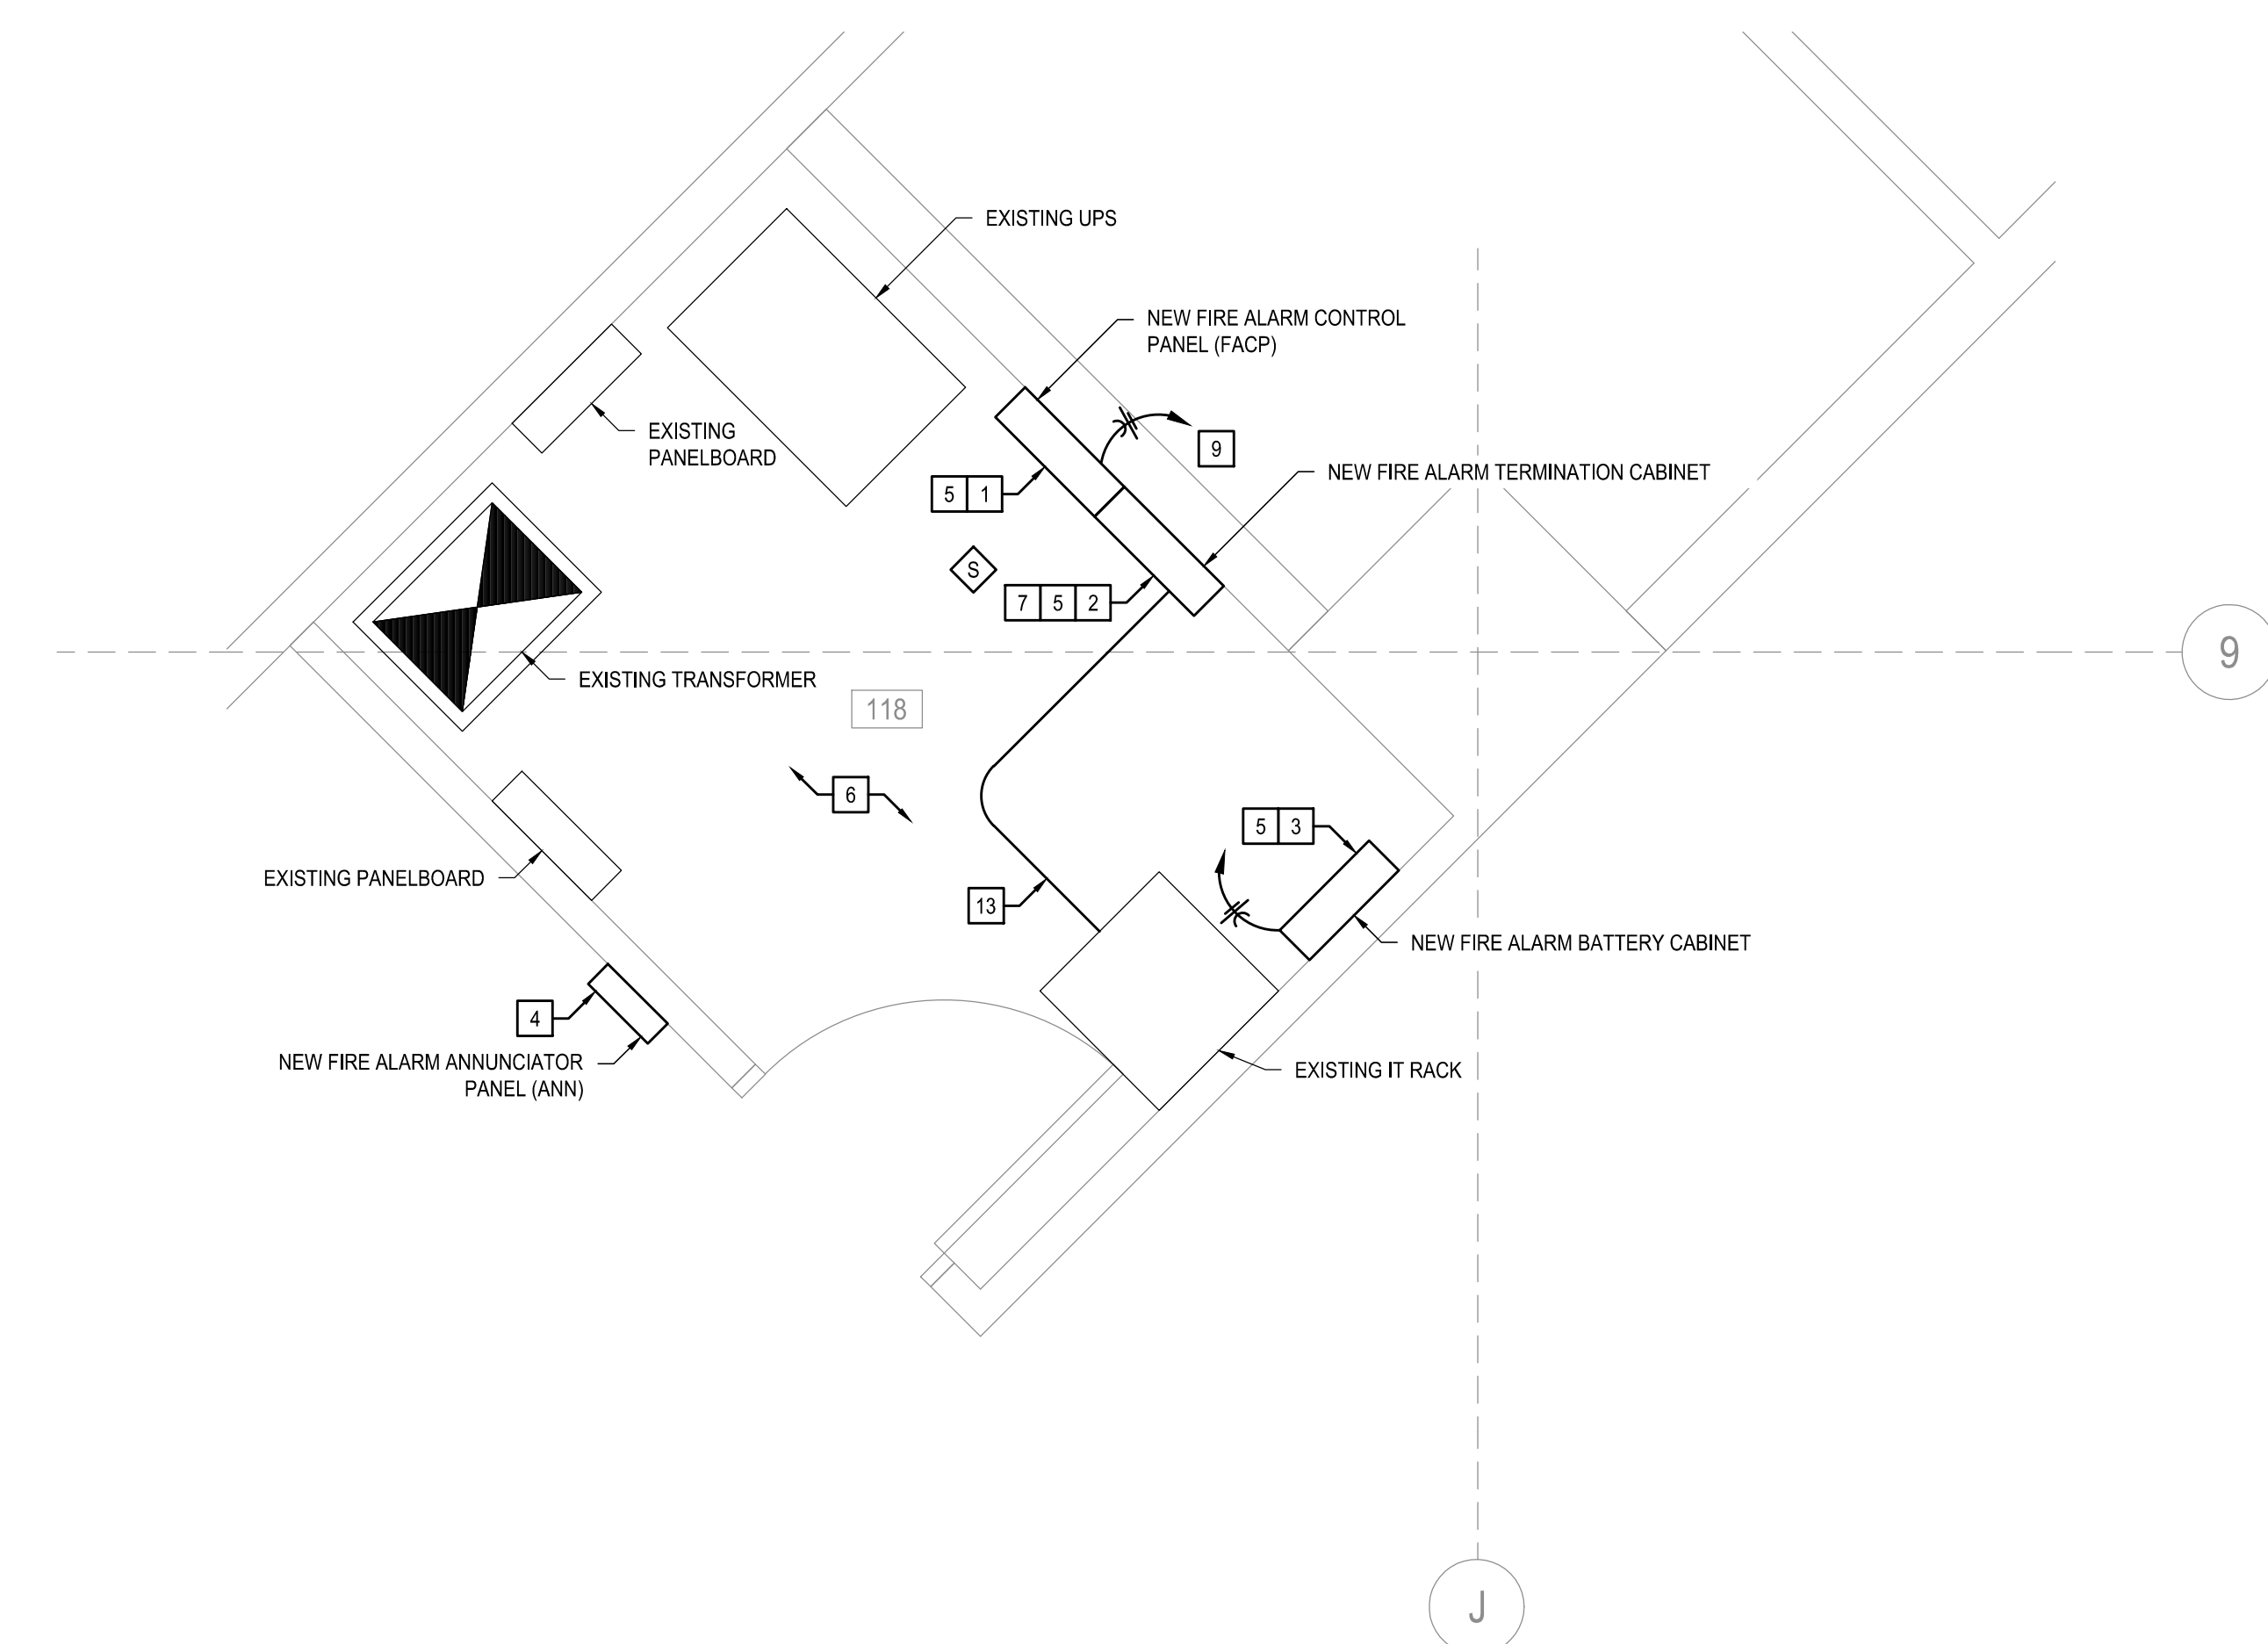 EXISTING UPS
NEW FIRE ALARM CONTROL
PANEL (FACP)
EXISTING
PANELBOARD
9
NEW FIRE ALARM TERMINATION CABINET
5 1
S
7 5 2
9
EXISTING TRANSFORMER
118
6
5 3
EXISTING PANELBOARD
13
NEW FIRE ALARM BATTERY CABINET
4
NEW FIRE ALARM ANNUNCIATOR
PANEL (ANN)
EXISTING IT RACK
J